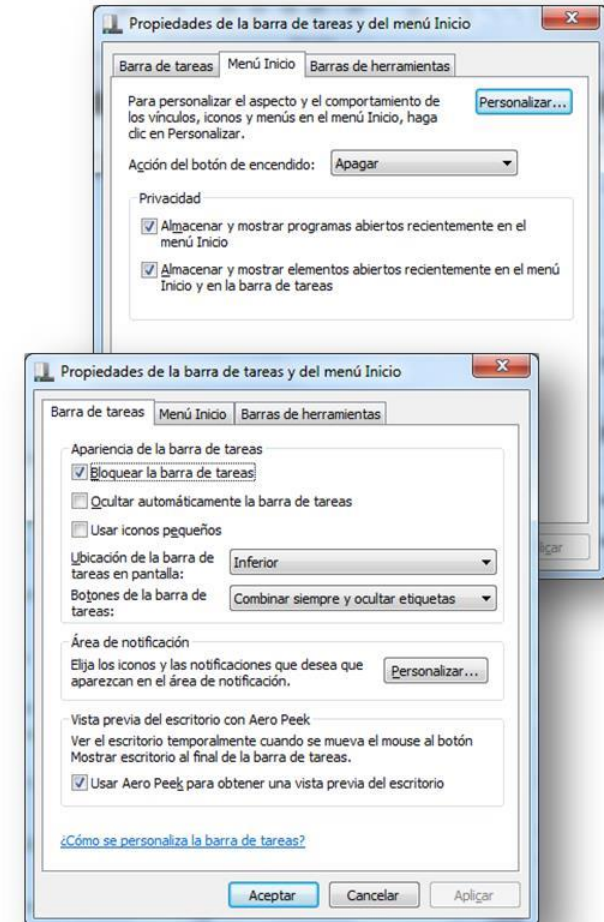 Propiedades de la barra de tareas y del menú Inicio
Barra de tareas
Menú Inicio
Barras de herramientas
Para personalizar el aspecto y el comportamiento de
los vínculos, iconos y menús en el menú Inicio, haga
clic en Personalizar.
Personalizar...
Acción del botón de encendido:
Apagar
Privacidad
Almacenar y mostrar programas abiertos recientemente en el
menú Inicio
Almacenar y mostrar elementos abiertos recientemente en el menú
Inicio y en la barra de tareas
Propiedades de la barra de tareas y del menú Inicio
Barra de tareas
Menú Inicio
Barras de herramientas
Apariencia de la barra de tareas
Bloquear la barra de tareas
Ocultar automáticamente la barra de tareas
Usar iconos pequeños
Ubicación de la barra de
tareas en pantalla:
Inferior
Botones de la barra de
tareas:
Combinar siempre y ocultar etiquetas
Área de notificación
Elija los iconos y las notificaciones que desea que
aparezcan en el área de notificación.
Personalizar...
Vista previa del escritorio con Aero Peek
Ver el escritorio temporalmente cuando se mueva el mouse al botón
Mostrar escritorio al final de la barra de tareas.
Usar Aero Peek para obtener una vista previa del escritorio
¿Cómo se personaliza la barra de tareas?
Aceptar
Cancelar
Aplicar